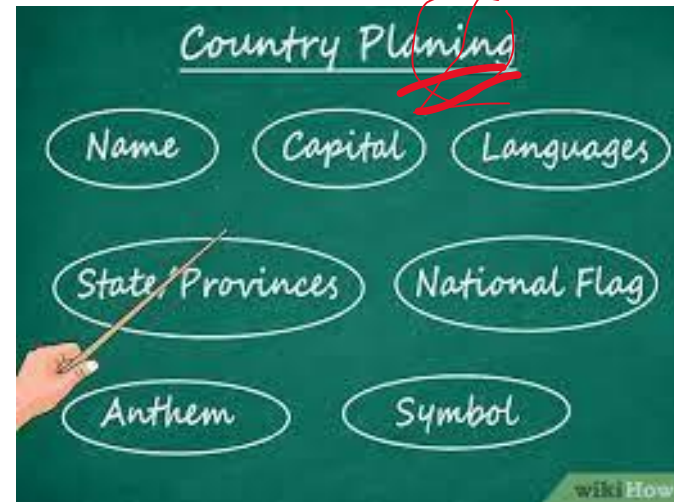 Country Planing
Name Capital Languages
State/Provinces National Flag
Anthem Symbol
wikiHow